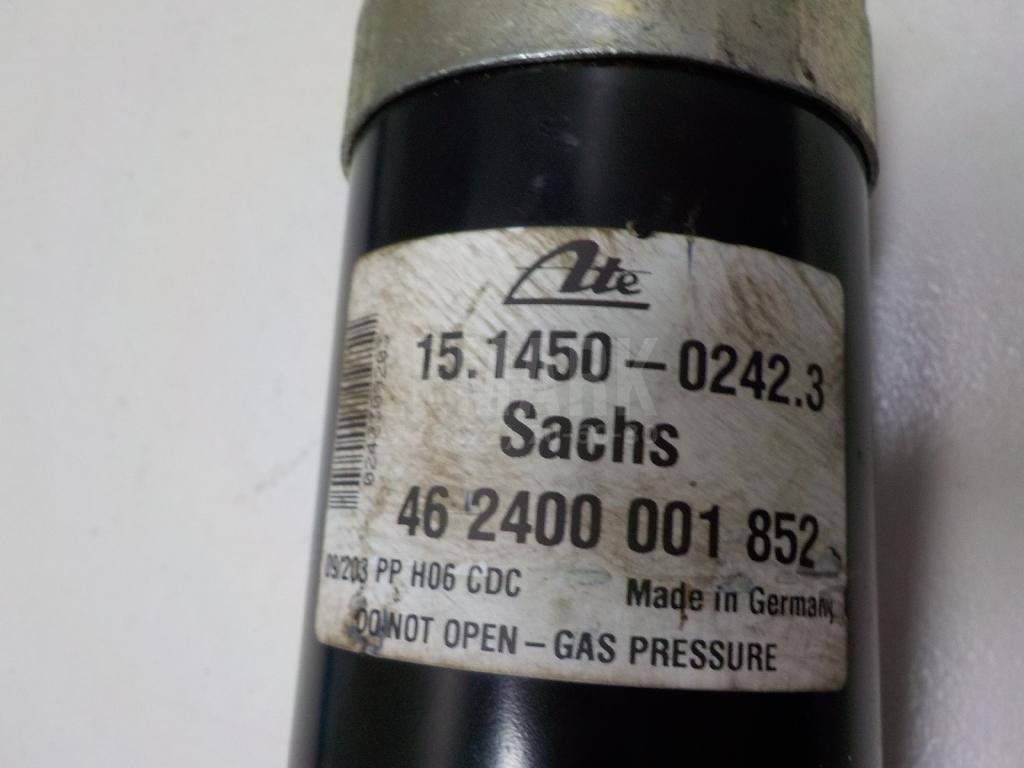 Ate
15.1450-0242.3
Sachs
46 2400 001 852
09/203 PP H06 CDC
Made in Germany
DO NOT OPEN - GAS PRESSURE